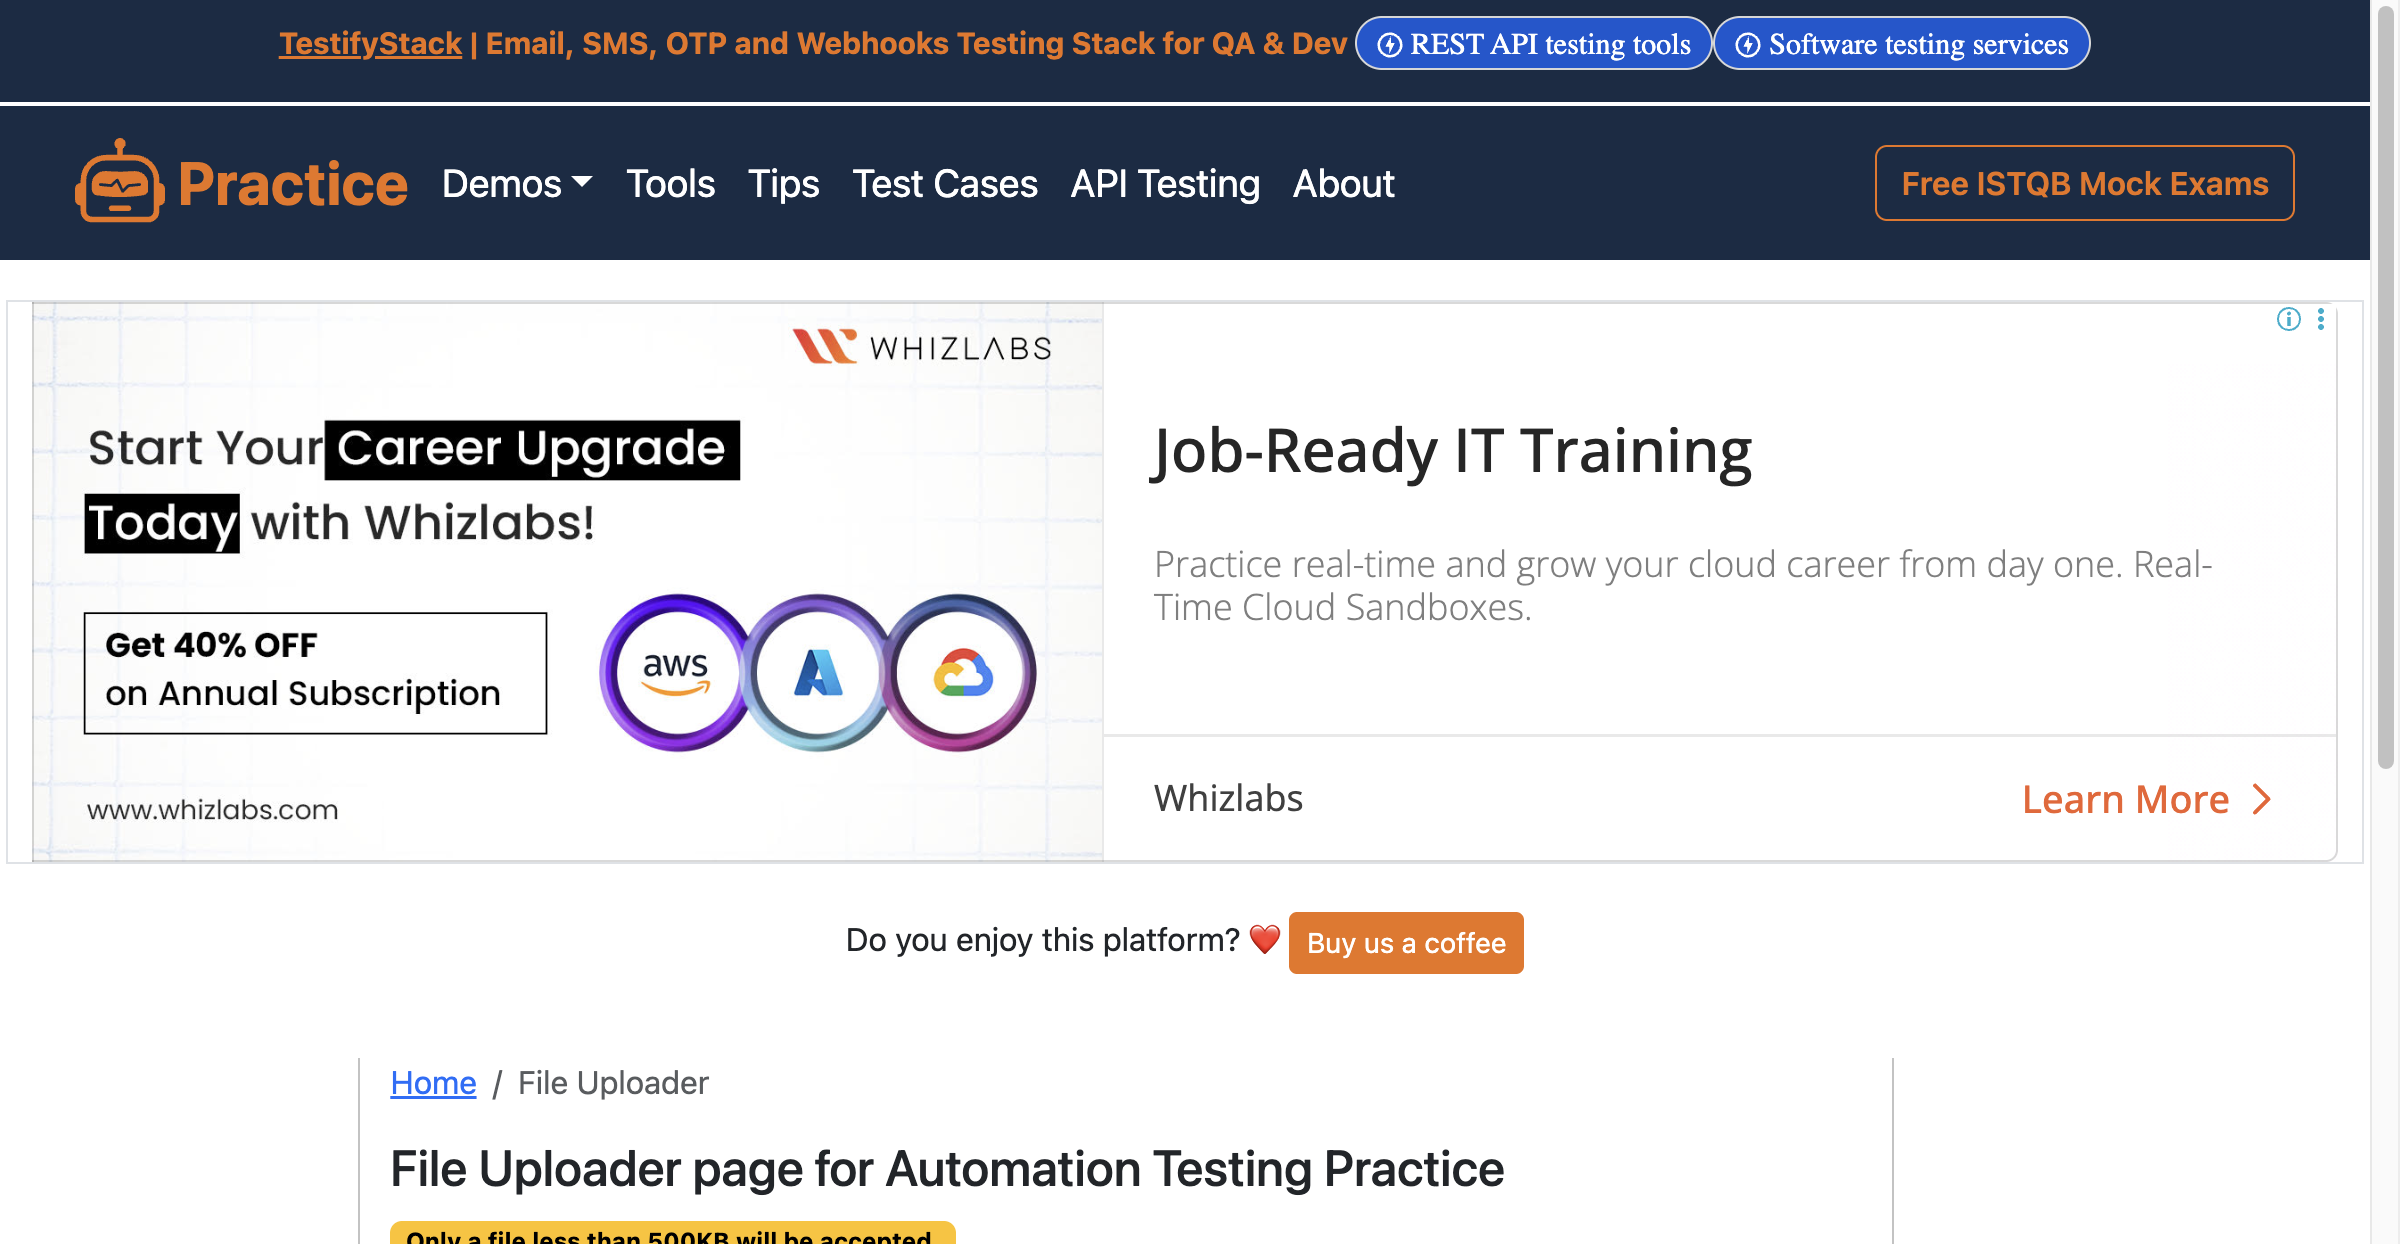 TestifyStack | Email, SMS, OTP and Webhooks Testing Stack for QA & Dev REST API testing tools Software testing services
Practice Demos Tools Tips Test Cases API Testing About Free ISTQB Mock Exams
WHIZLABS
Start Your Career Upgrade
Today with Whizlabs!
Get 40% OFF
on Annual Subscription
aws
www.whizlabs.com
Job-Ready IT Training
Practice real-time and grow your cloud career from day one. Real-
Time Cloud Sandboxes.
Whizlabs
Learn More
Do you enjoy this platform? ❤️ Buy us a coffee
Home / File Uploader
File Uploader page for Automation Testing Practice
Only a file less than 500KB will be accepted